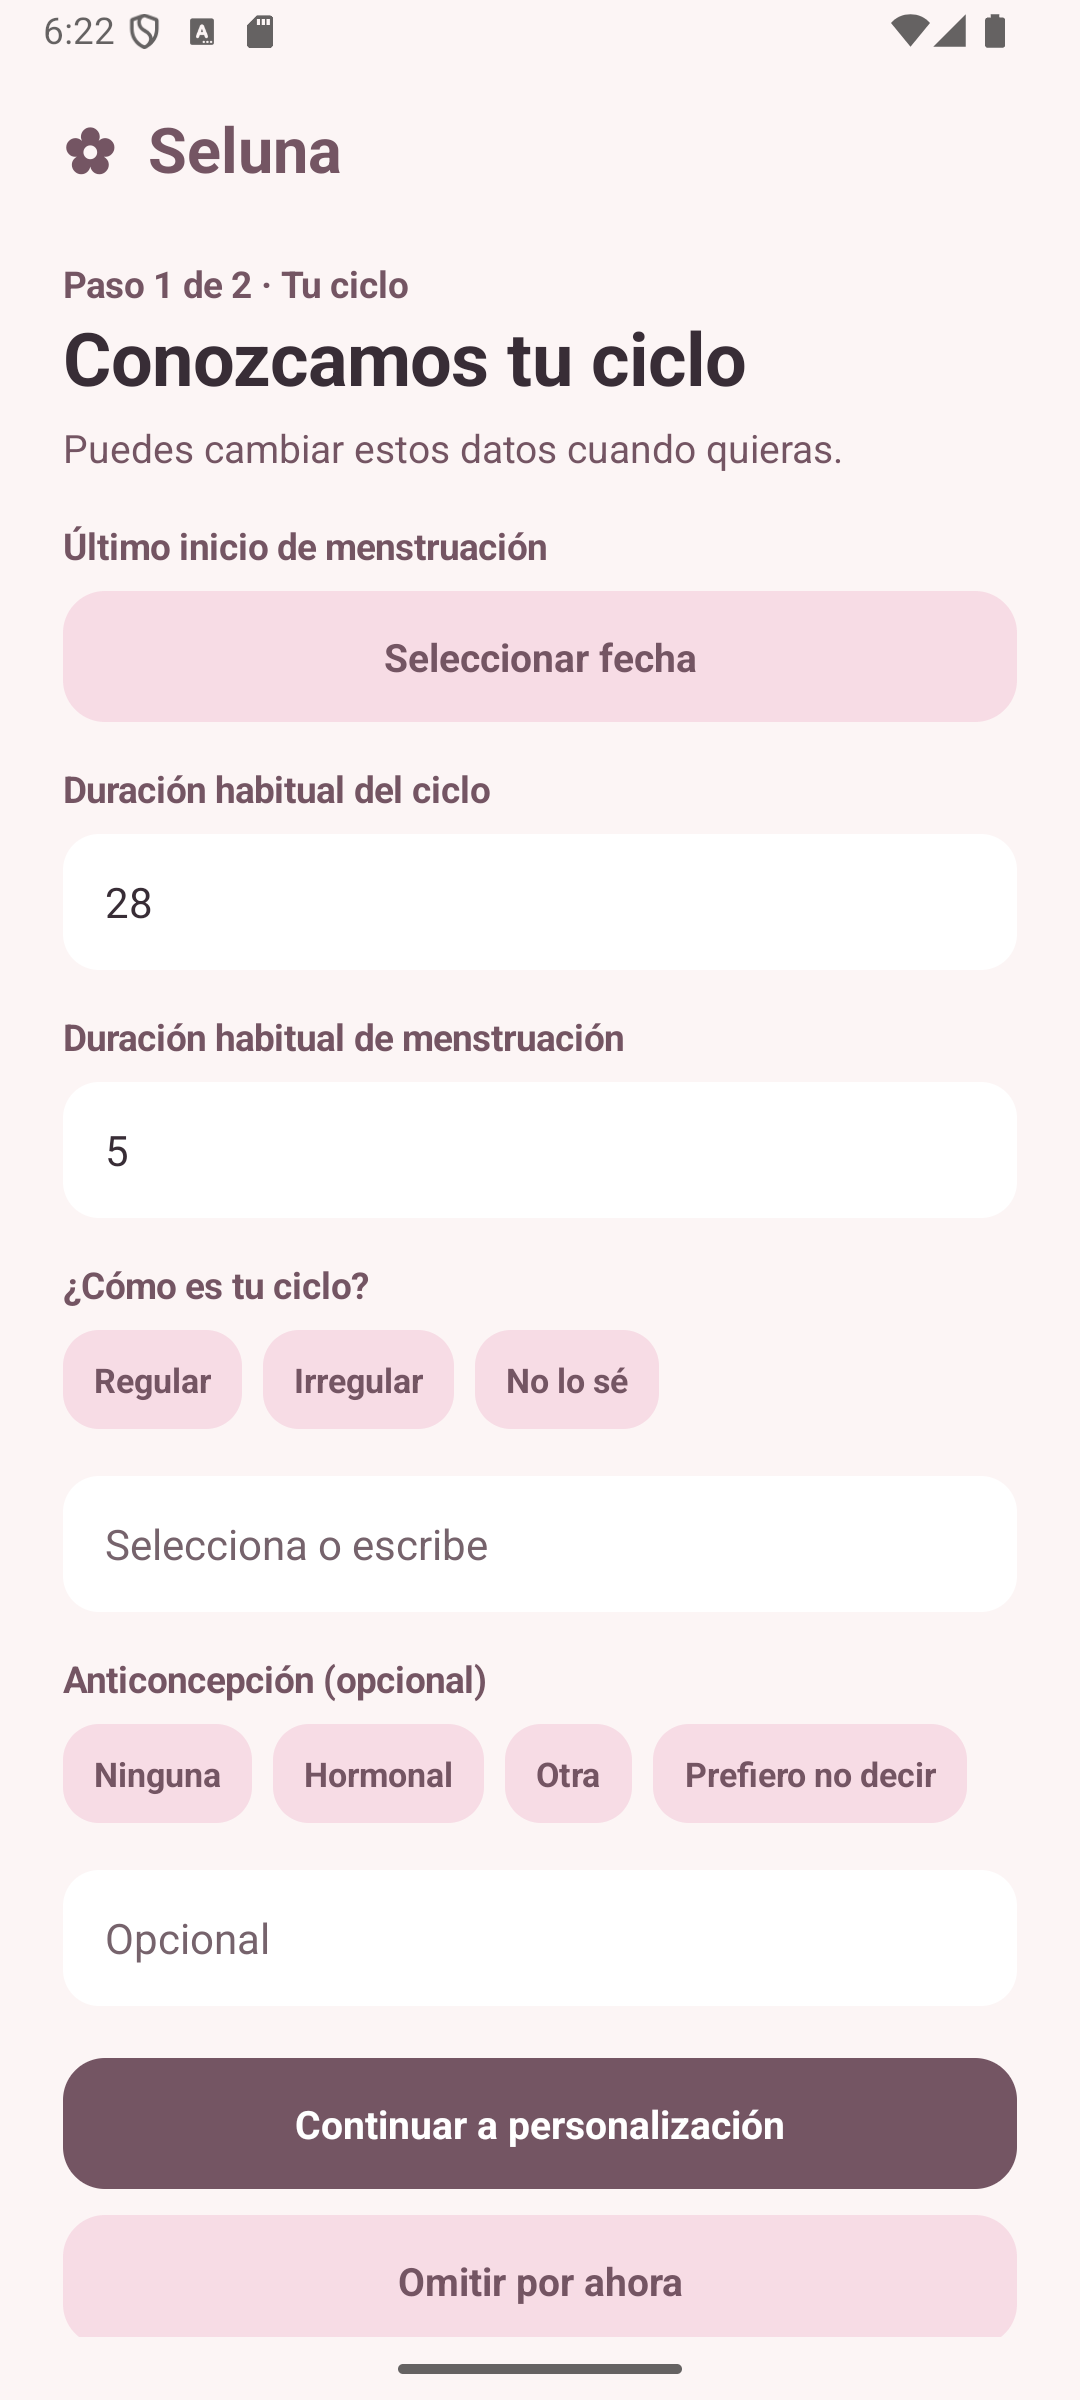 6:22
Seluna
Paso 1 de 2 · Tu ciclo
Conozcamos tu ciclo
Puedes cambiar estos datos cuando quieras.
Último inicio de menstruación
Seleccionar fecha
Duración habitual del ciclo
28
Duración habitual de menstruación
5
¿Cómo es tu ciclo?
Regular Irregular No lo sé
Selecciona o escribe
Anticoncepción (opcional)
Ninguna Hormonal Otra Prefiero no decir
Opcional
Continuar a personalización
Omitir por ahora